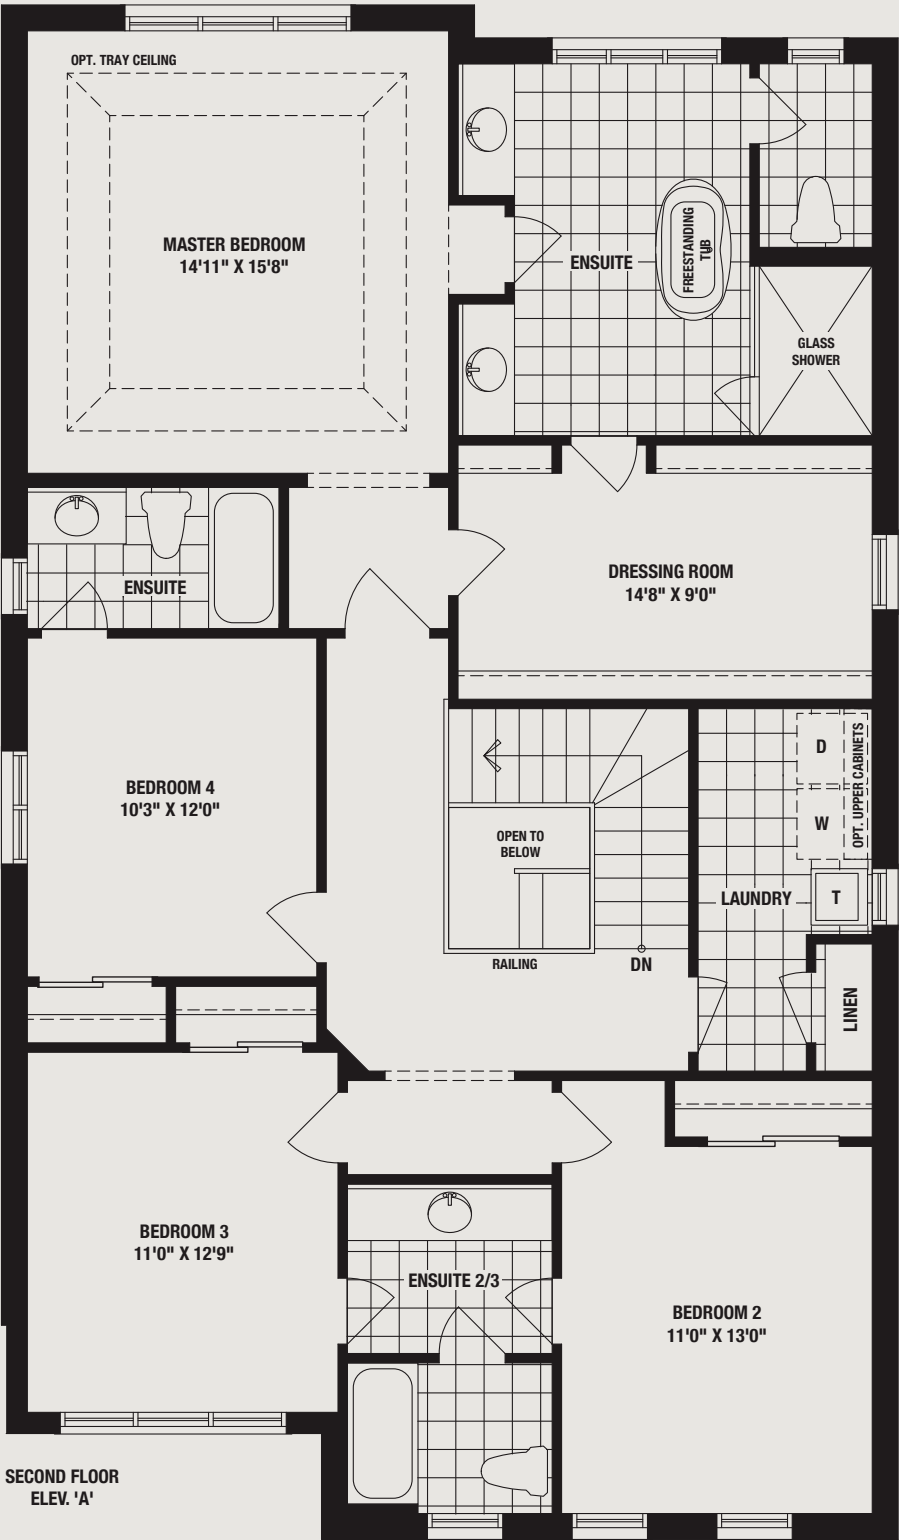 OPT. TRAY CEILING
MASTER BEDROOM
14'11" X 15'8"
ENSUITE
FREESTANDING
TUB
GLASS
SHOWER
ENSUITE
DRESSING ROOM
14'8" X 9'0"
BEDROOM 4
10'3" X 12'0"
OPEN TO
BELOW
RAILING
DN
D
W
OPT. UPPER CABINETS
LAUNDRY
T
LINEN
BEDROOM 3
11'0" X 12'9"
ENSUITE 2/3
BEDROOM 2
11'0" X 13'0"
SECOND FLOOR
ELEV. 'A'